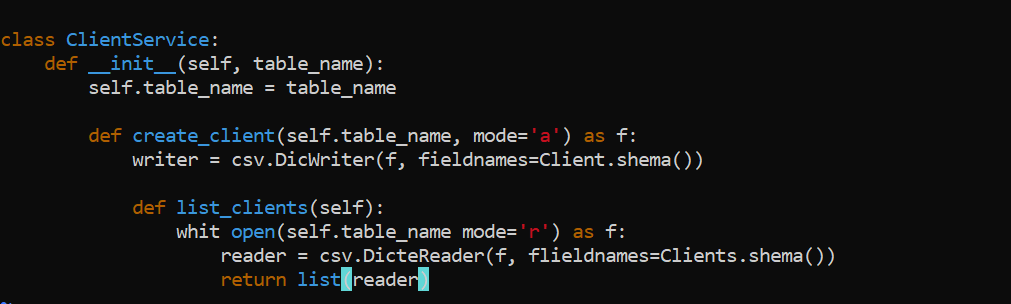 class ClientService:
    def __init__(self, table_name):
        self.table_name = table_name
        def create_client(self.table_name, mode='a') as f:
            writer = csv.DicWriter(f, fieldnames=Client.shema())
            def list_clients(self):
                whit open(self.table_name mode='r') as f:
                    reader = csv.DicteReader(f, flieldnames=Clients.shema())
                    return list(reader)